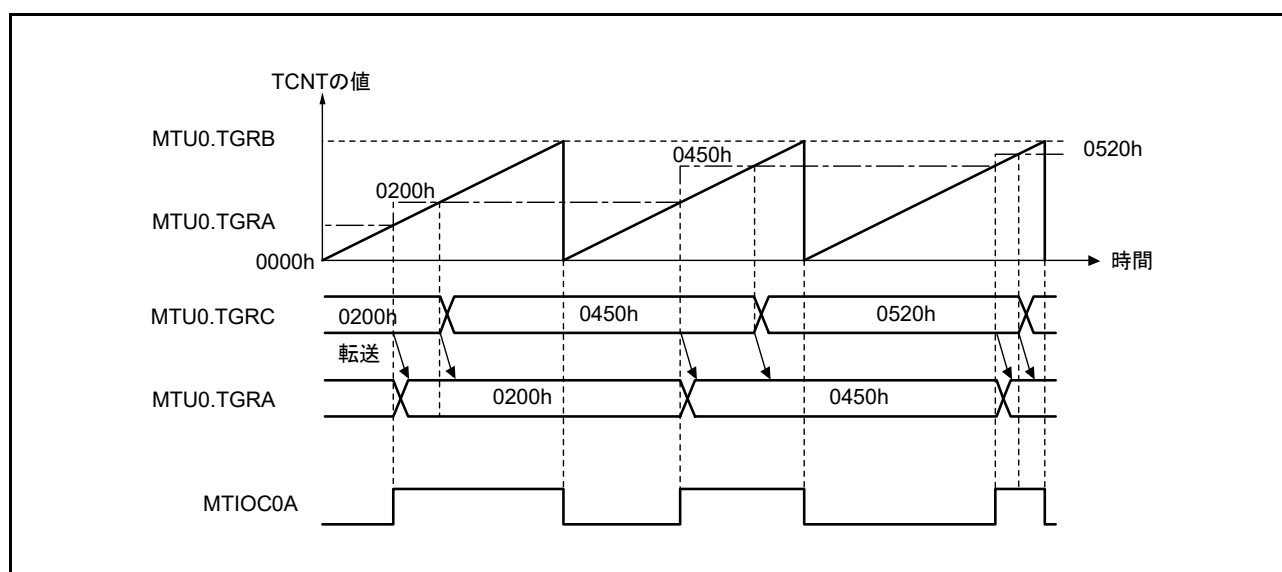 TCNTの値
MTU0.TGRB
0450h
0520h
0200h
MTU0.TGRA
0000h
時間
MTU0.TGRC
0200h
0450h
0520h
転送
MTU0.TGRA
0200h
0450h
MTIOC0A